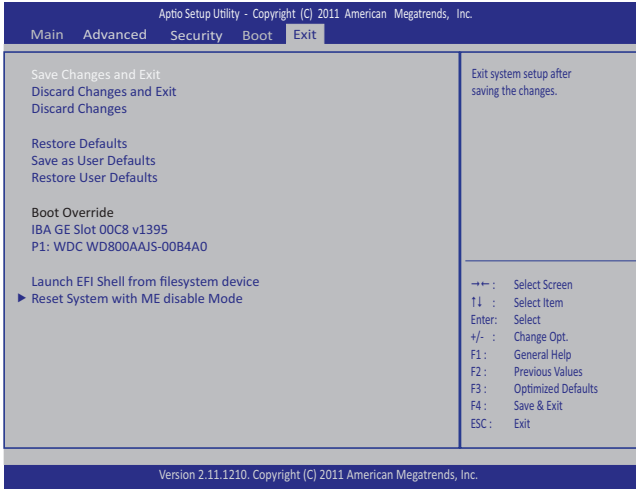 Aptio Setup Utility - Copyright (C) 2011 American Megatrends, Inc.
Main Advanced Security Boot Exit
Save Changes and Exit
Discard Changes and Exit
Discard Changes
Restore Defaults
Save as User Defaults
Restore User Defaults
Boot Override
IBA GE Slot 00C8 v1395
P1: WDC WD800AAJS-00B4A0
Launch EFI Shell from filesystem device
► Reset System with ME disable Mode
Exit system setup after
saving the changes.
→← : Select Screen
↑↓ : Select Item
Enter: Select
+/- : Change Opt.
F1 : General Help
F2 : Previous Values
F3 : Optimized Defaults
F4 : Save & Exit
ESC : Exit
Version 2.11.1210. Copyright (C) 2011 American Megatrends, Inc.